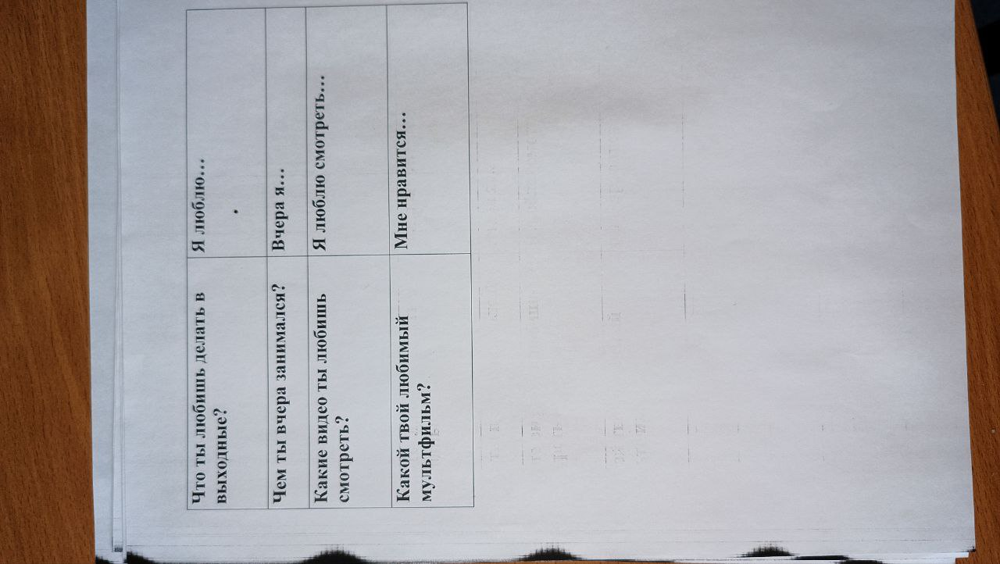 Что ты любишь делать в
выходные?
Я люблю...
Чем ты вчера занимался?
Вчера я...
Какие видео ты любишь
смотреть?
Я люблю смотреть...
Какой твой любимый
мультфильм?
Мне нравится...